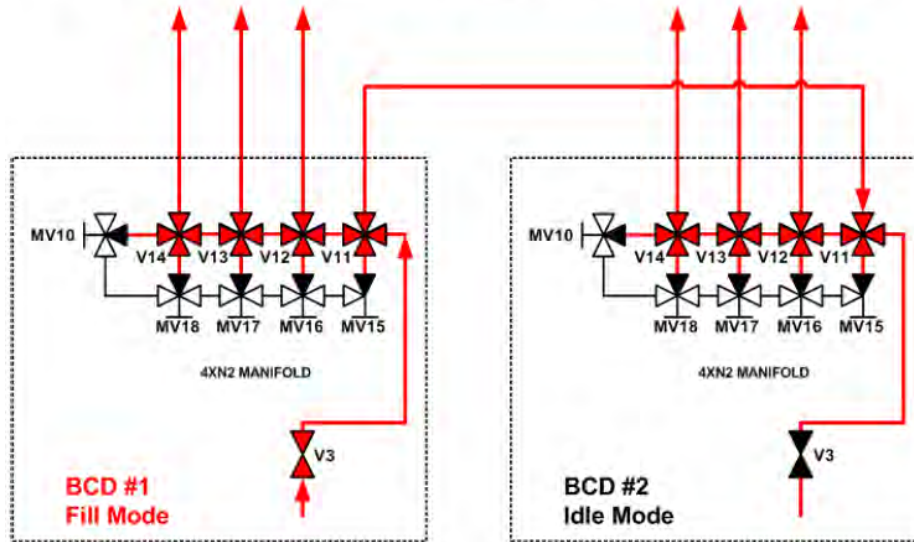 MV10
V14
V13
V12
V11
MV18
MV17
MV16
MV15
4XN2 MANIFOLD
V3
BCD #1
Fill Mode
MV10
V14
V13
V12
V11
MV18
MV17
MV16
MV15
4XN2 MANIFOLD
V3
BCD #2
Idle Mode